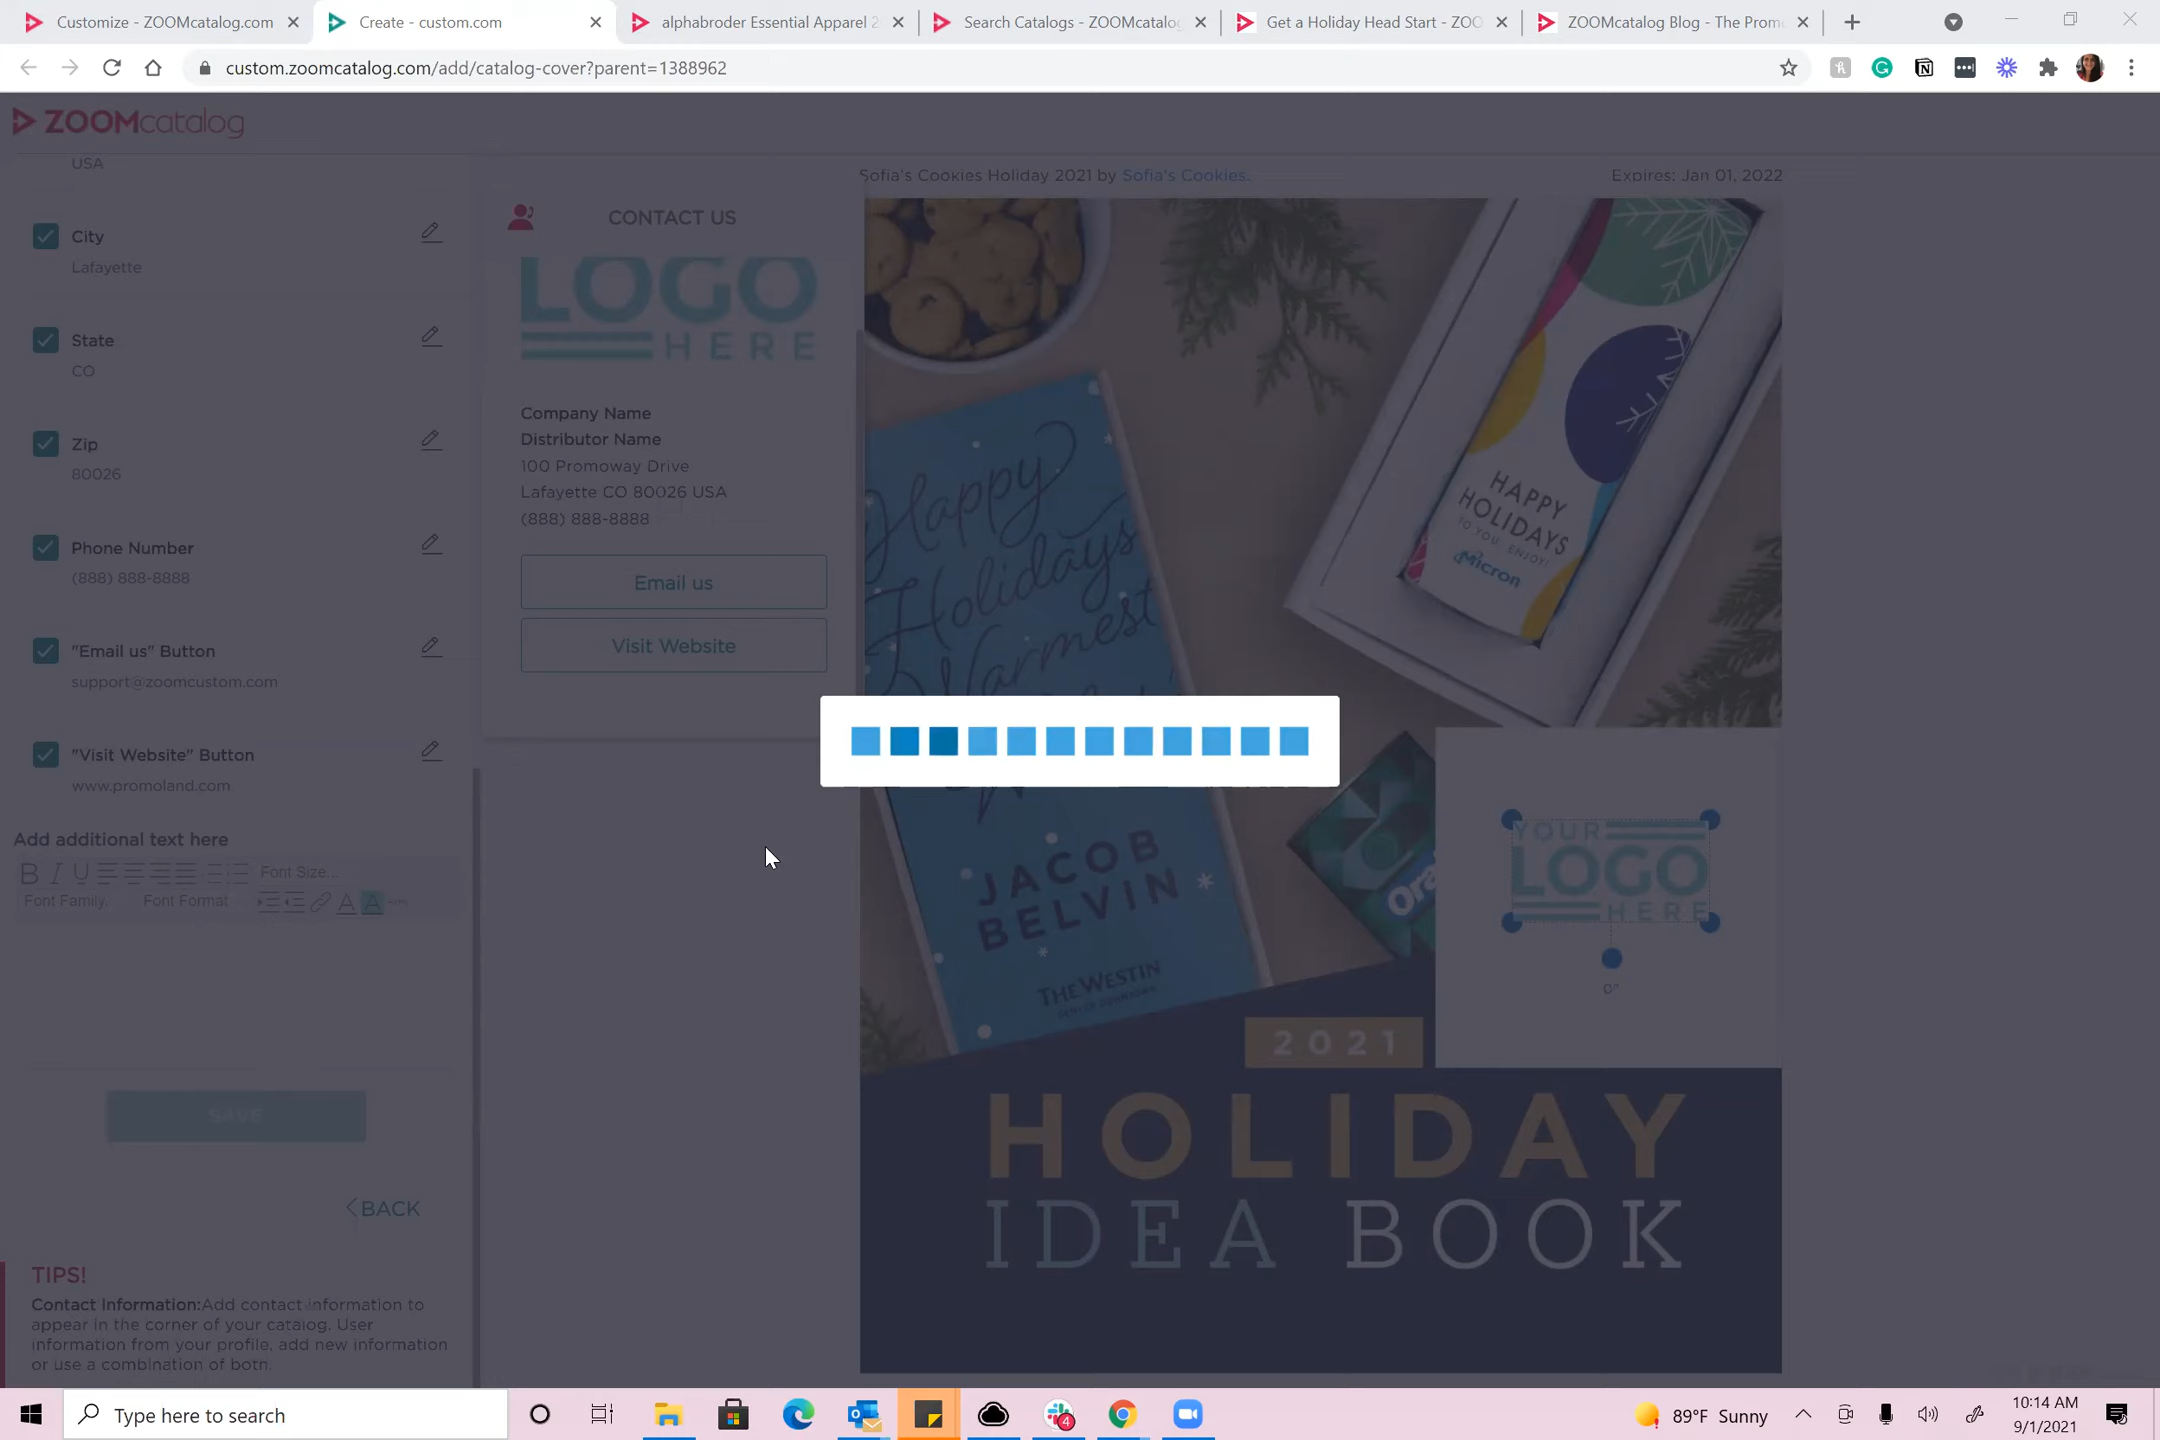 Customize - ZOOMcatalog.com
Create - custom.com
alphabroder Essential Apparel 2
Search Catalogs - ZOOMcatalog
Get a Holiday Head Start - ZOO
ZOOMcatalog Blog - The Prom
custom.zoomcatalog.com/add/catalog-cover?parent=1388962
ZOOMcatalog
USA
City
Lafayette
State
CO
Zip
80026
Phone Number
(888) 888-8888
"Email us" Button
support@zoomcustom.com
"Visit Website" Button
www.promoland.com
Add additional text here
B I U
Font Size...
Font Family.
Font Format
SAVE
BACK
TIPS!
Contact Information:Add contact information to
appear in the corner of your catalog. User
information from your profile, add new information
or use a combination of both.
CONTACT US
LOGO
HERE
Company Name
Distributor Name
100 Promoway Drive
Lafayette CO 80026 USA
(888) 888-8888
Email us
Visit Website
Sofia's Cookies Holiday 2021 by Sofia's Cookies.
Expires: Jan 01, 2022
Happy
Holidays
Warmest
JACOB
BELVIN
THE WESTIN
HAPPY
HOLIDAYS
TO YOU. ENJOY!
Micron
YOUR
LOGO
HERE
0°
2021
HOLIDAY
IDEA BOOK
Type here to search
4
89°F Sunny
10:14 AM
9/1/2021